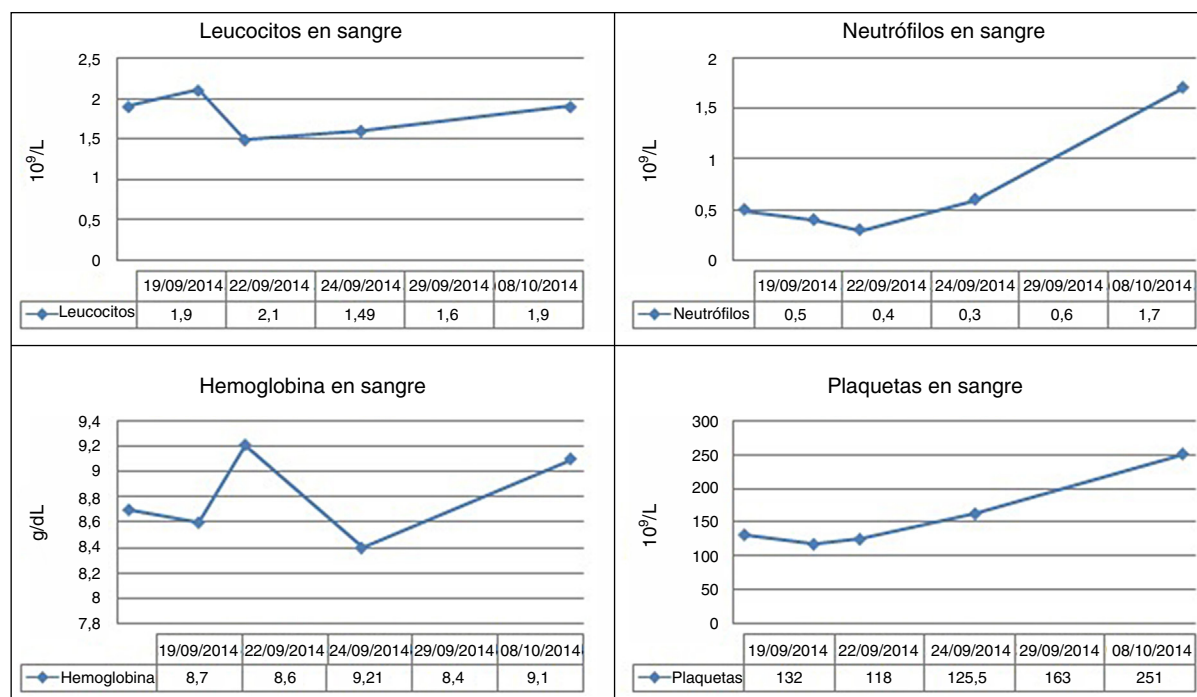 Leucocitos en sangre
2,5
2
1,5
1
0,5
0
10⁹/L
19/09/2014 22/09/2014 24/09/2014 29/09/2014 08/10/2014
Leucocitos 1,9 2,1 1,49 1,6 1,9
Neutrófilos en sangre
2
1,5
1
0,5
0
10⁹/L
19/09/2014 22/09/2014 24/09/2014 29/09/2014 08/10/2014
Neutrófilos 0,5 0,4 0,3 0,6 1,7
Hemoglobina en sangre
9,4
9,2
9
8,8
8,6
8,4
8,2
8
7,8
g/dL
19/09/2014 22/09/2014 24/09/2014 29/09/2014 08/10/2014
Hemoglobina 8,7 8,6 9,21 8,4 9,1
Plaquetas en sangre
300
250
200
150
100
50
0
10⁹/L
19/09/2014 22/09/2014 24/09/2014 29/09/2014 08/10/2014
Plaquetas 132 118 125,5 163 251